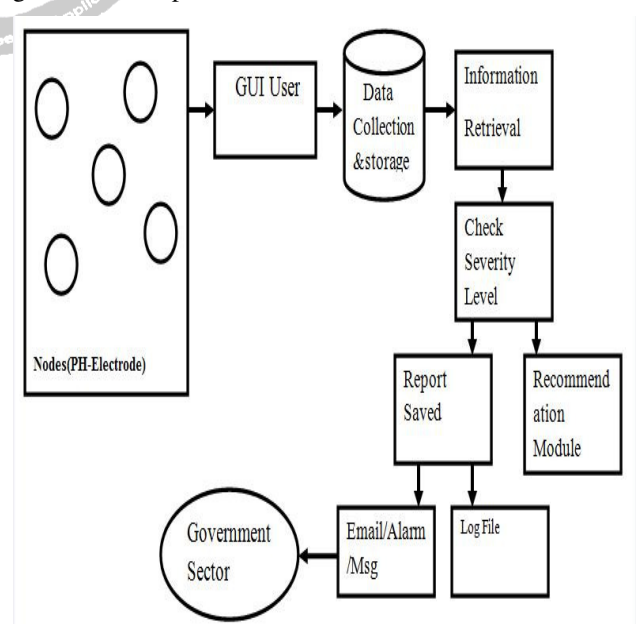 GUI User
Data
Collection
&storage
Information
Retrieval
Check
Severity
Level
Nodes(PH-Electrode)
Report
Saved
Recommend
ation
Module
Government
Sector
Email/Alarm
/Msg
Log File